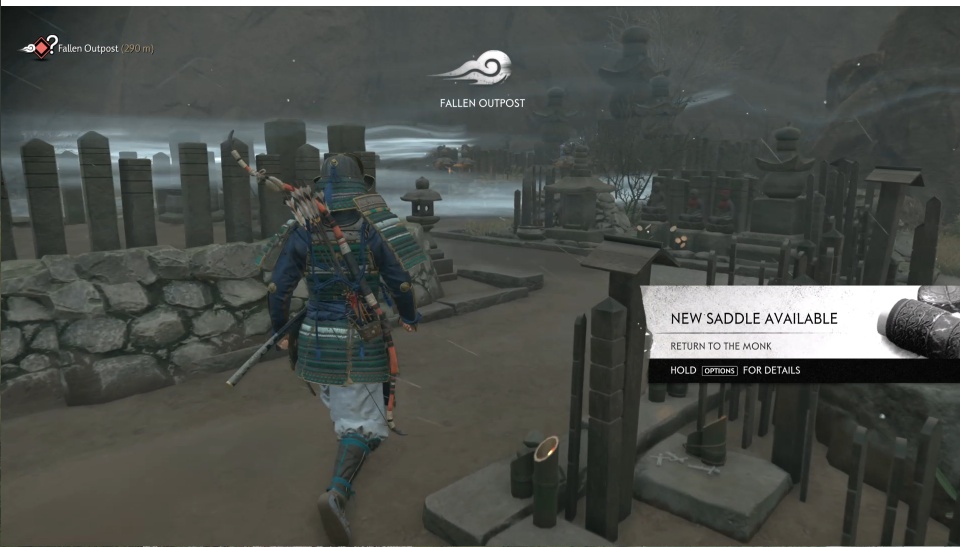 ? Fallen Outpost (290 m)
FALLEN OUTPOST
NEW SADDLE AVAILABLE
RETURN TO THE MONK
HOLD OPTIONS FOR DETAILS